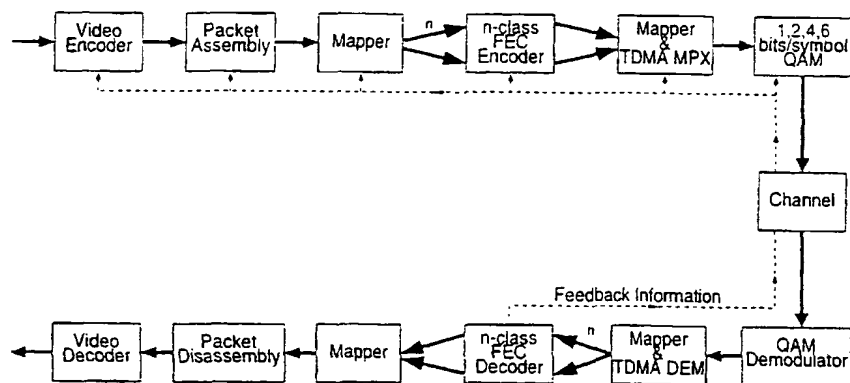 Video
Encoder
Packet
Assembly
Mapper
n
n-class
FEC
Encoder
Mapper
&
TDMA MPX
1,2,4,6
bits/symbol
QAM
Channel
Feedback Information
Video
Decoder
Packet
Disassembly
Mapper
n-class
FEC
Decoder
n
Mapper
&
TDMA DEM
QAM
Demodulator